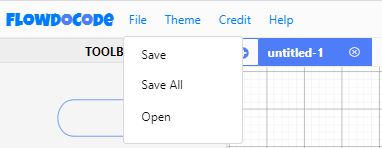 FLOWDOCODE File Theme Credit Help
TOOLB untitled-1
Save
Save All
Open